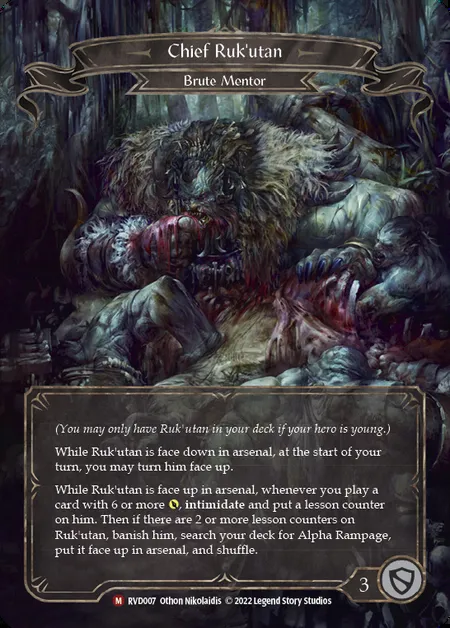 Chief Ruk'utan
Brute Mentor
(You may only have Ruk'utan in your deck if your hero is young.)
While Ruk'utan is face down in arsenal, at the start of your
turn, you may turn him face up.
While Ruk'utan is face up in arsenal, whenever you play a
card with 6 or more , intimidate and put a lesson counter
on him. Then if there are 2 or more lesson counters on
Ruk'utan, banish him, search your deck for Alpha Rampage,
put it face up in arsenal, and shuffle.
3
M RVD007 Othon Nikolaidis © 2022 Legend Story Studios